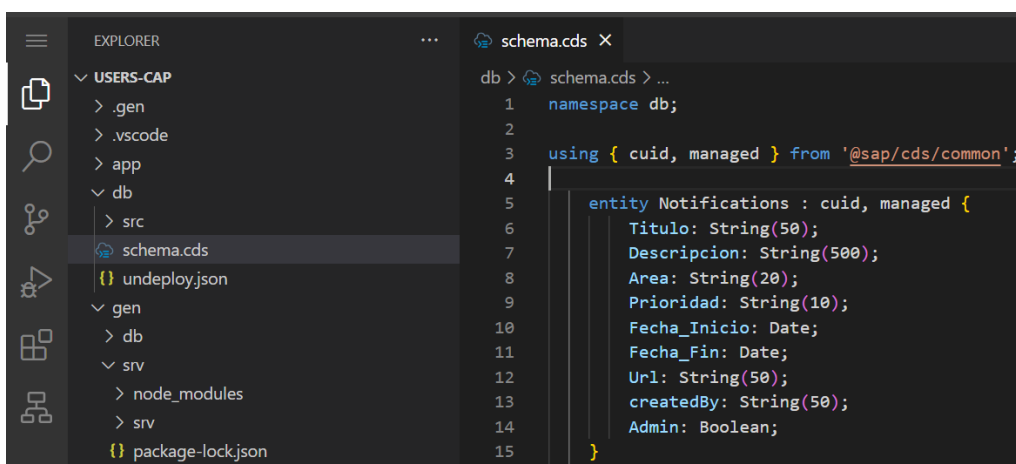 EXPLORER
USERS-CAP
.gen
.vscode
app
db
src
schema.cds
{} undeploy.json
gen
db
srv
node_modules
srv
{} package-lock.json
schema.cds
db > schema.cds > ...
1 namespace db;
2
3 using { cuid, managed } from '@sap/cds/common';
4
5 entity Notifications : cuid, managed {
6 Titulo: String(50);
7 Descripcion: String(500);
8 Area: String(20);
9 Prioridad: String(10);
10 Fecha_Inicio: Date;
11 Fecha_Fin: Date;
12 Url: String(50);
13 createdBy: String(50);
14 Admin: Boolean;
15 }